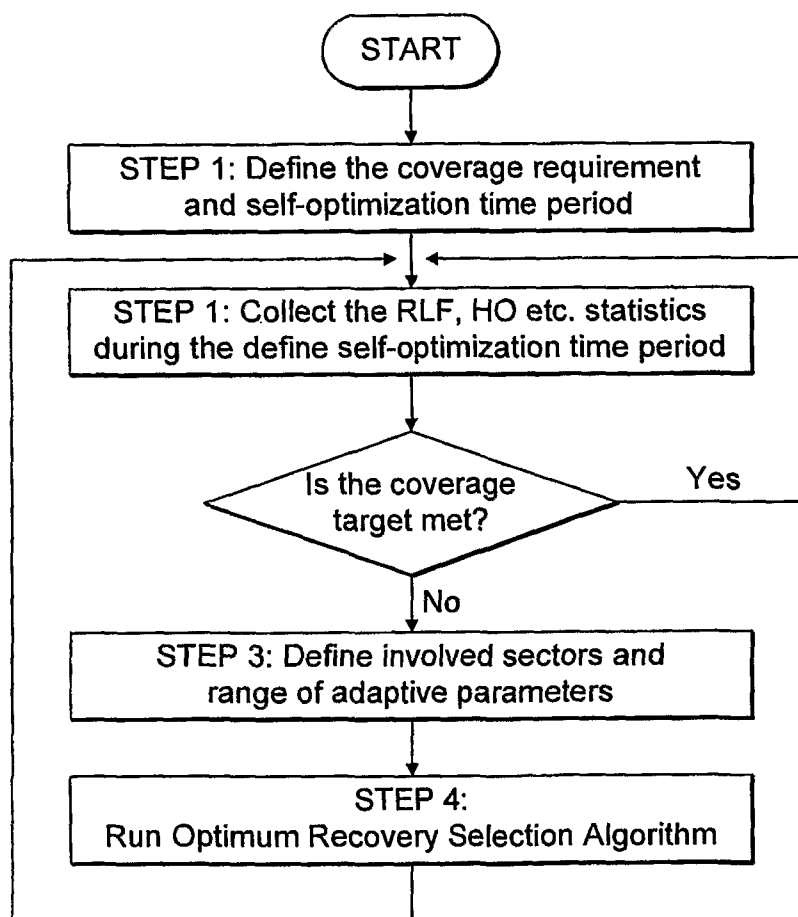 START
STEP 1: Define the coverage requirement
and self-optimization time period
STEP 1: Collect the RLF, HO etc. statistics
during the define self-optimization time period
Is the coverage
target met?
Yes
No
STEP 3: Define involved sectors and
range of adaptive parameters
STEP 4:
Run Optimum Recovery Selection Algorithm